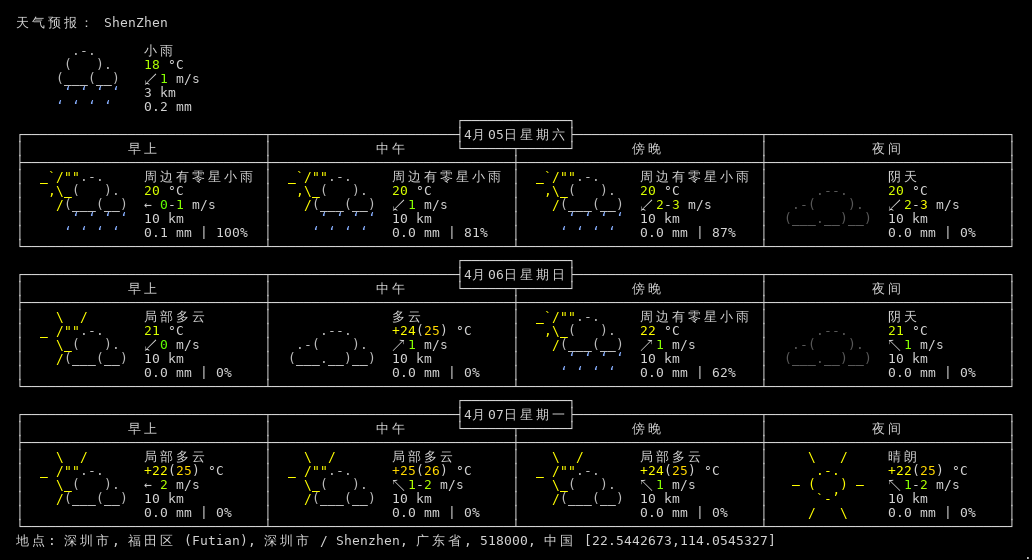 天气预报： ShenZhen
小雨
18 °C
↙ 1 m/s
3 km
0.2 mm
4月05日星期六
早上 中午 傍晚 夜间
周边有零星小雨 周边有零星小雨 周边有零星小雨 阴天
20 °C 20 °C 20 °C 20 °C
← 0-1 m/s ↙ 1 m/s ↙ 2-3 m/s ↙ 2-3 m/s
10 km 10 km 10 km 10 km
0.1 mm | 100% 0.0 mm | 81% 0.0 mm | 87% 0.0 mm | 0%
4月06日星期日
早上 中午 傍晚 夜间
局部多云 多云 周边有零星小雨 阴天
21 °C +24(25) °C 22 °C 21 °C
↙ 0 m/s ↗ 1 m/s ↗ 1 m/s ↖ 1 m/s
10 km 10 km 10 km 10 km
0.0 mm | 0% 0.0 mm | 0% 0.0 mm | 62% 0.0 mm | 0%
4月07日星期一
早上 中午 傍晚 夜间
局部多云 局部多云 局部多云 晴朗
+22(25) °C +25(26) °C +24(25) °C +22(25) °C
← 2 m/s ↖ 1-2 m/s ↖ 1 m/s ↖ 1-2 m/s
10 km 10 km 10 km 10 km
0.0 mm | 0% 0.0 mm | 0% 0.0 mm | 0% 0.0 mm | 0%
地点: 深圳市, 福田区 (Futian), 深圳市 / Shenzhen, 广东省, 518000, 中国 [22.5442673,114.0545327]